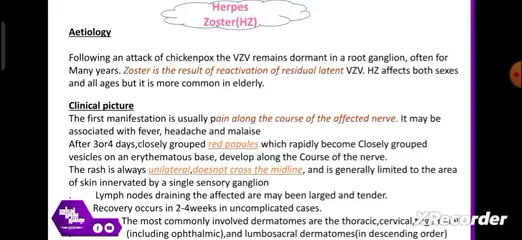 Herpes
Zoster(HZ)
Aetiology
Following an attack of chickenpox the VZV remains dormant in a root ganglion, often for
Many years. Zoster is the result of reactivation of residual latent VZV. HZ affects both sexes
and all ages but it is more common in elderly.
Clinical picture
The first manifestation is usually pain along the course of the affected nerve. It may be
associated with fever, headache and malaise
After 3or4 days,closely grouped red papules which rapidly become Closely grouped
vesicles on an erythematous base, develop along the Course of the nerve.
The rash is always unilateral,doesnot cross the midline, and is generally limited to the area
of skin innervated by a single sensory ganglion
Lymph nodes draining the affected are may been larged and tender.
Recovery occurs in 2-4weeks in uncomplicated cases.
The most commonly involved dermatomes are the thoracic,cervical,
(including ophthalmic),and lumbosacral dermatomes(in descending order)
XRecorder